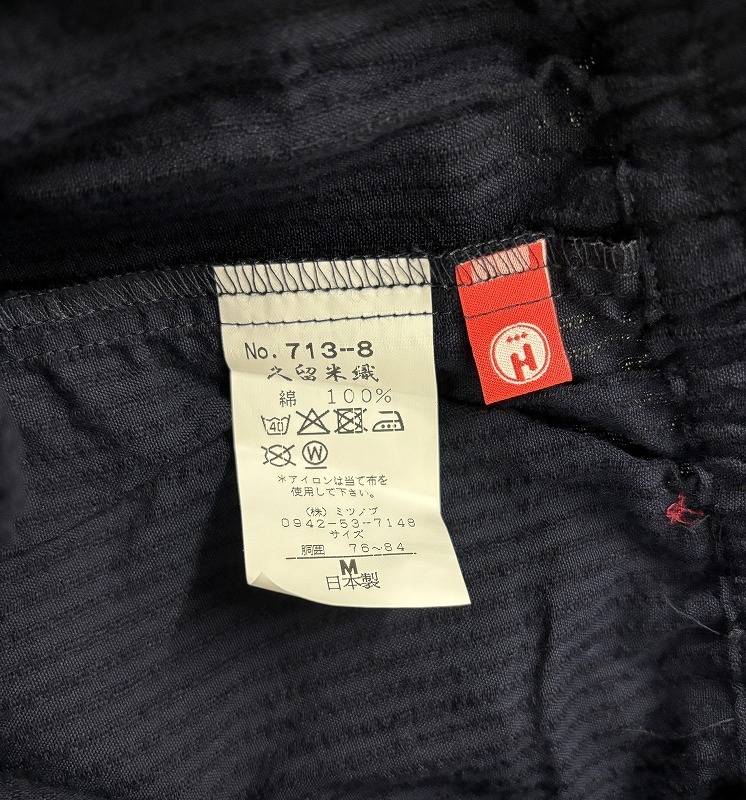 No. 713--8
久留米織
綿 100%
40
W
*アイロンは当て布を
使用して下さい。
(株) ミツノブ
0942-53-7148
サイズ
胴囲 76~84
M
日本製
H